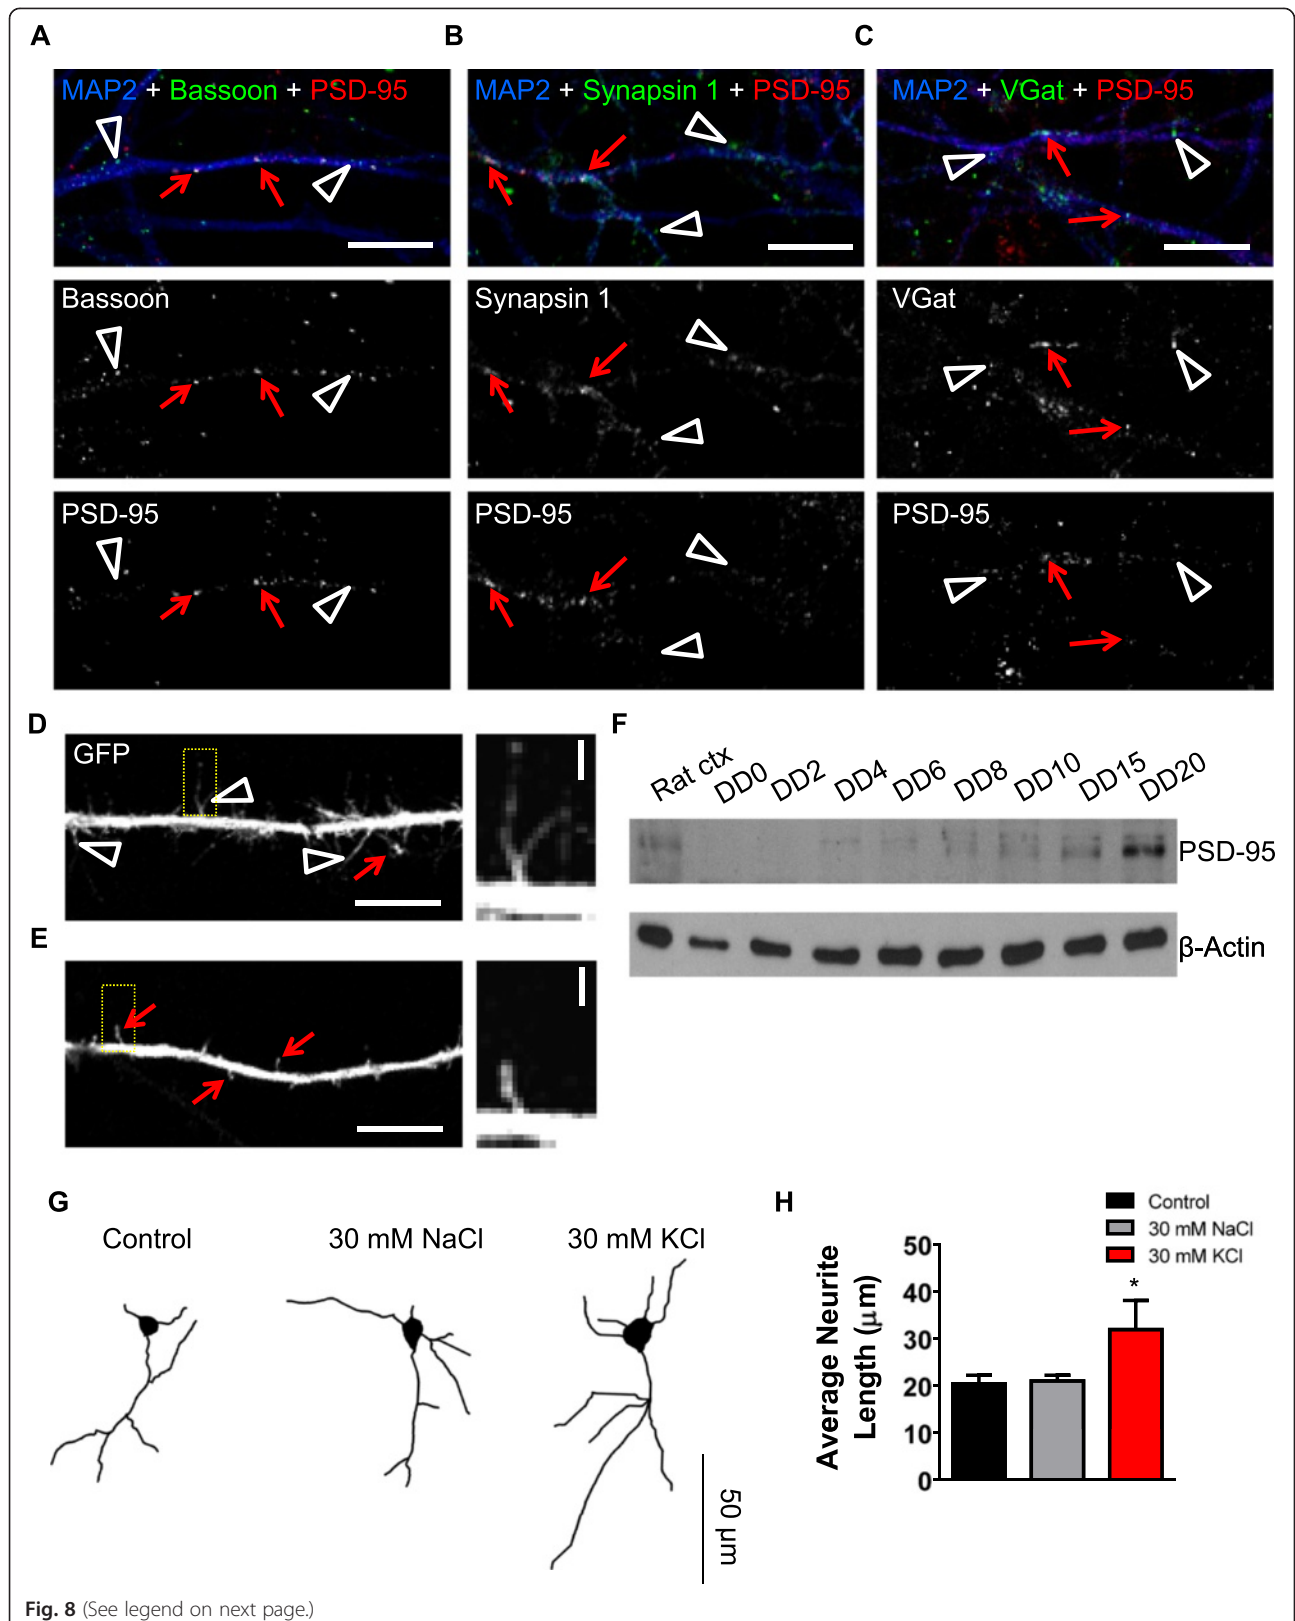 A
B
C
MAP2 + Bassoon + PSD-95
MAP2 + Synapsin 1 + PSD-95
MAP2 + VGat + PSD-95
Bassoon
Synapsin 1
VGat
PSD-95
PSD-95
PSD-95
D
GFP
E
F
Rat ctx
DD0
DD2
DD4
DD6
DD8
DD10
DD15
DD20
PSD-95
β-Actin
G
Control
30 mM NaCl
30 mM KCl
50 µm
H
Control
30 mM NaCl
30 mM KCl
Average Neurite
Length (µm)
50
40
30
20
10
0
*
Fig. 8 (See legend on next page.)